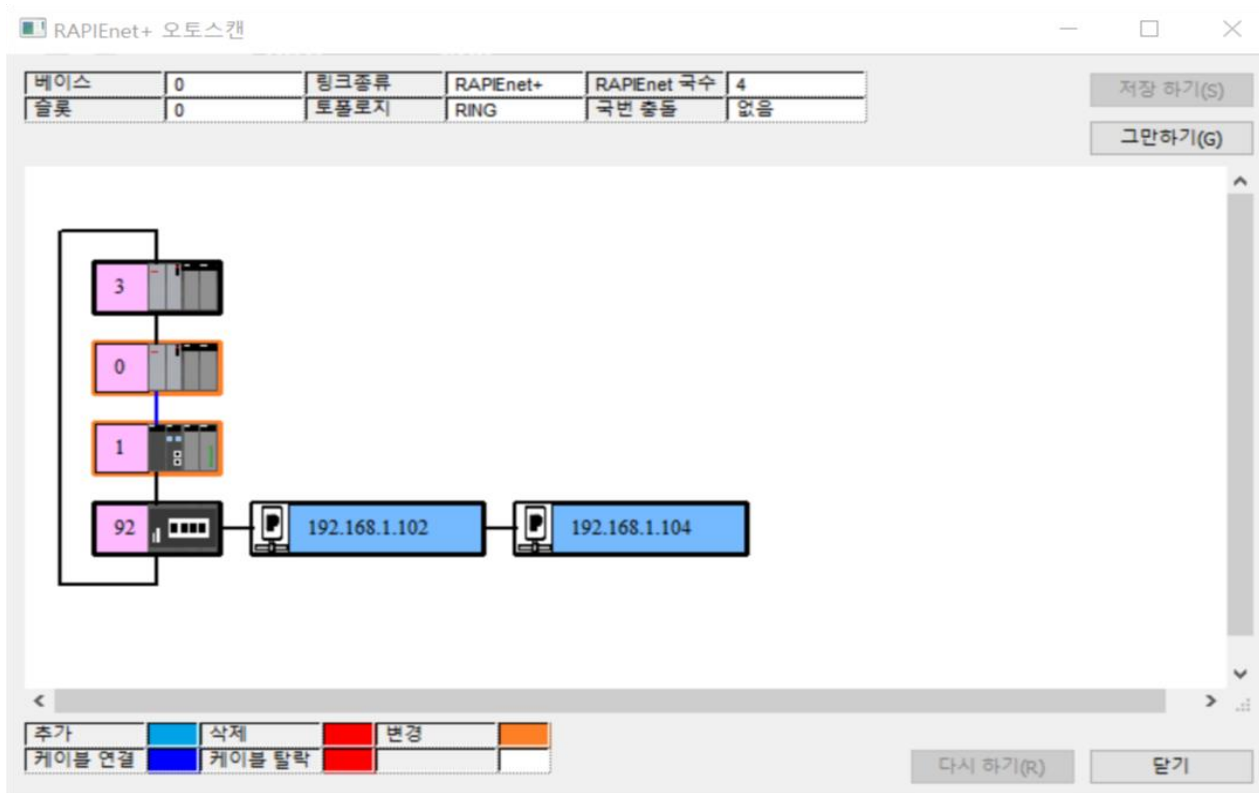 RAPIEnet+ 오토스캔
베이스 0 링크종류 RAPIEnet+ RAPIEnet 국수 4
슬롯 0 토폴로지 RING 국번 충돌 없음
저장 하기(S)
그만하기(G)
3
0
1
92 192.168.1.102 192.168.1.104
추가 삭제 변경
케이블 연결 케이블 탈락
다시 하기(R) 닫기